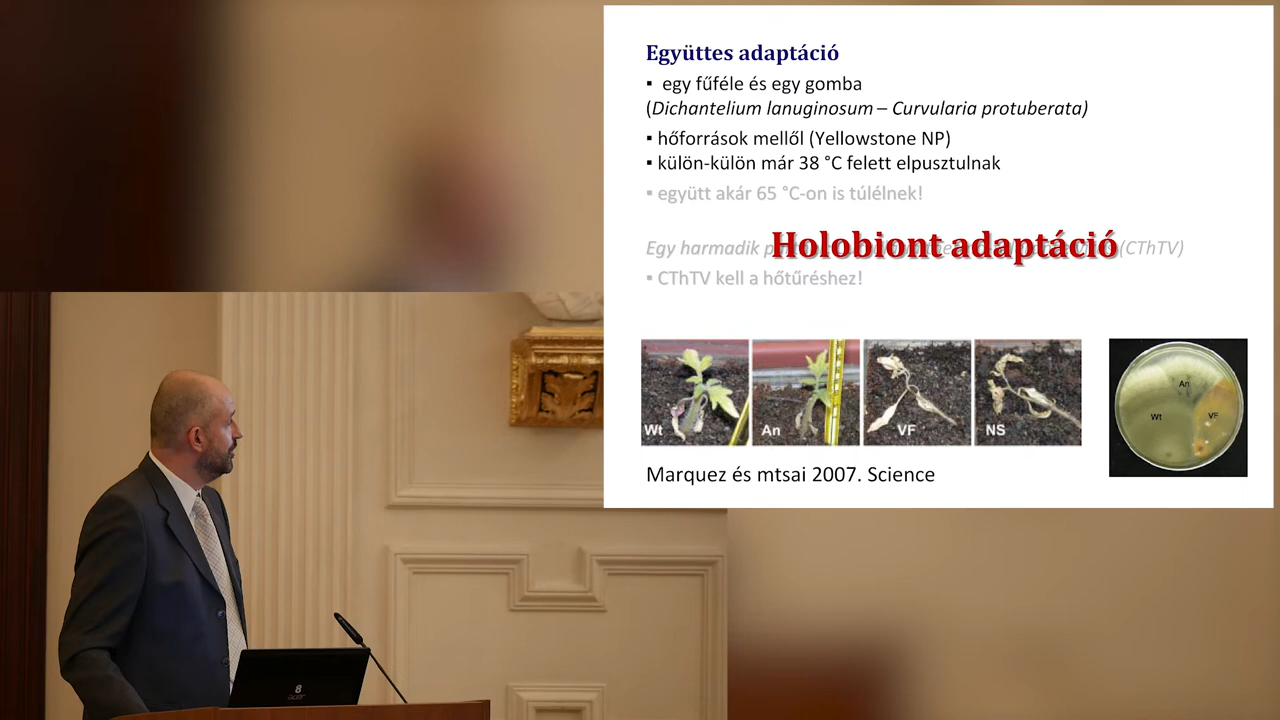 Együttes adaptáció
▪ egy fűféle és egy gomba
(Dichantelium lanuginosum – Curvularia protuberata)
▪ hőforrások mellől (Yellowstone NP)
▪ külön-külön már 38 °C felett elpusztulnak
▪ együtt akár 65 °C-on is túlélnek!
Egy harmadik (CThTV)
Holobiont adaptáció
▪ CThTV kell a hőtűréshez!
Wt
An
VF
NS
An
Wt
VF
Marquez és mtsai 2007. Science
acer